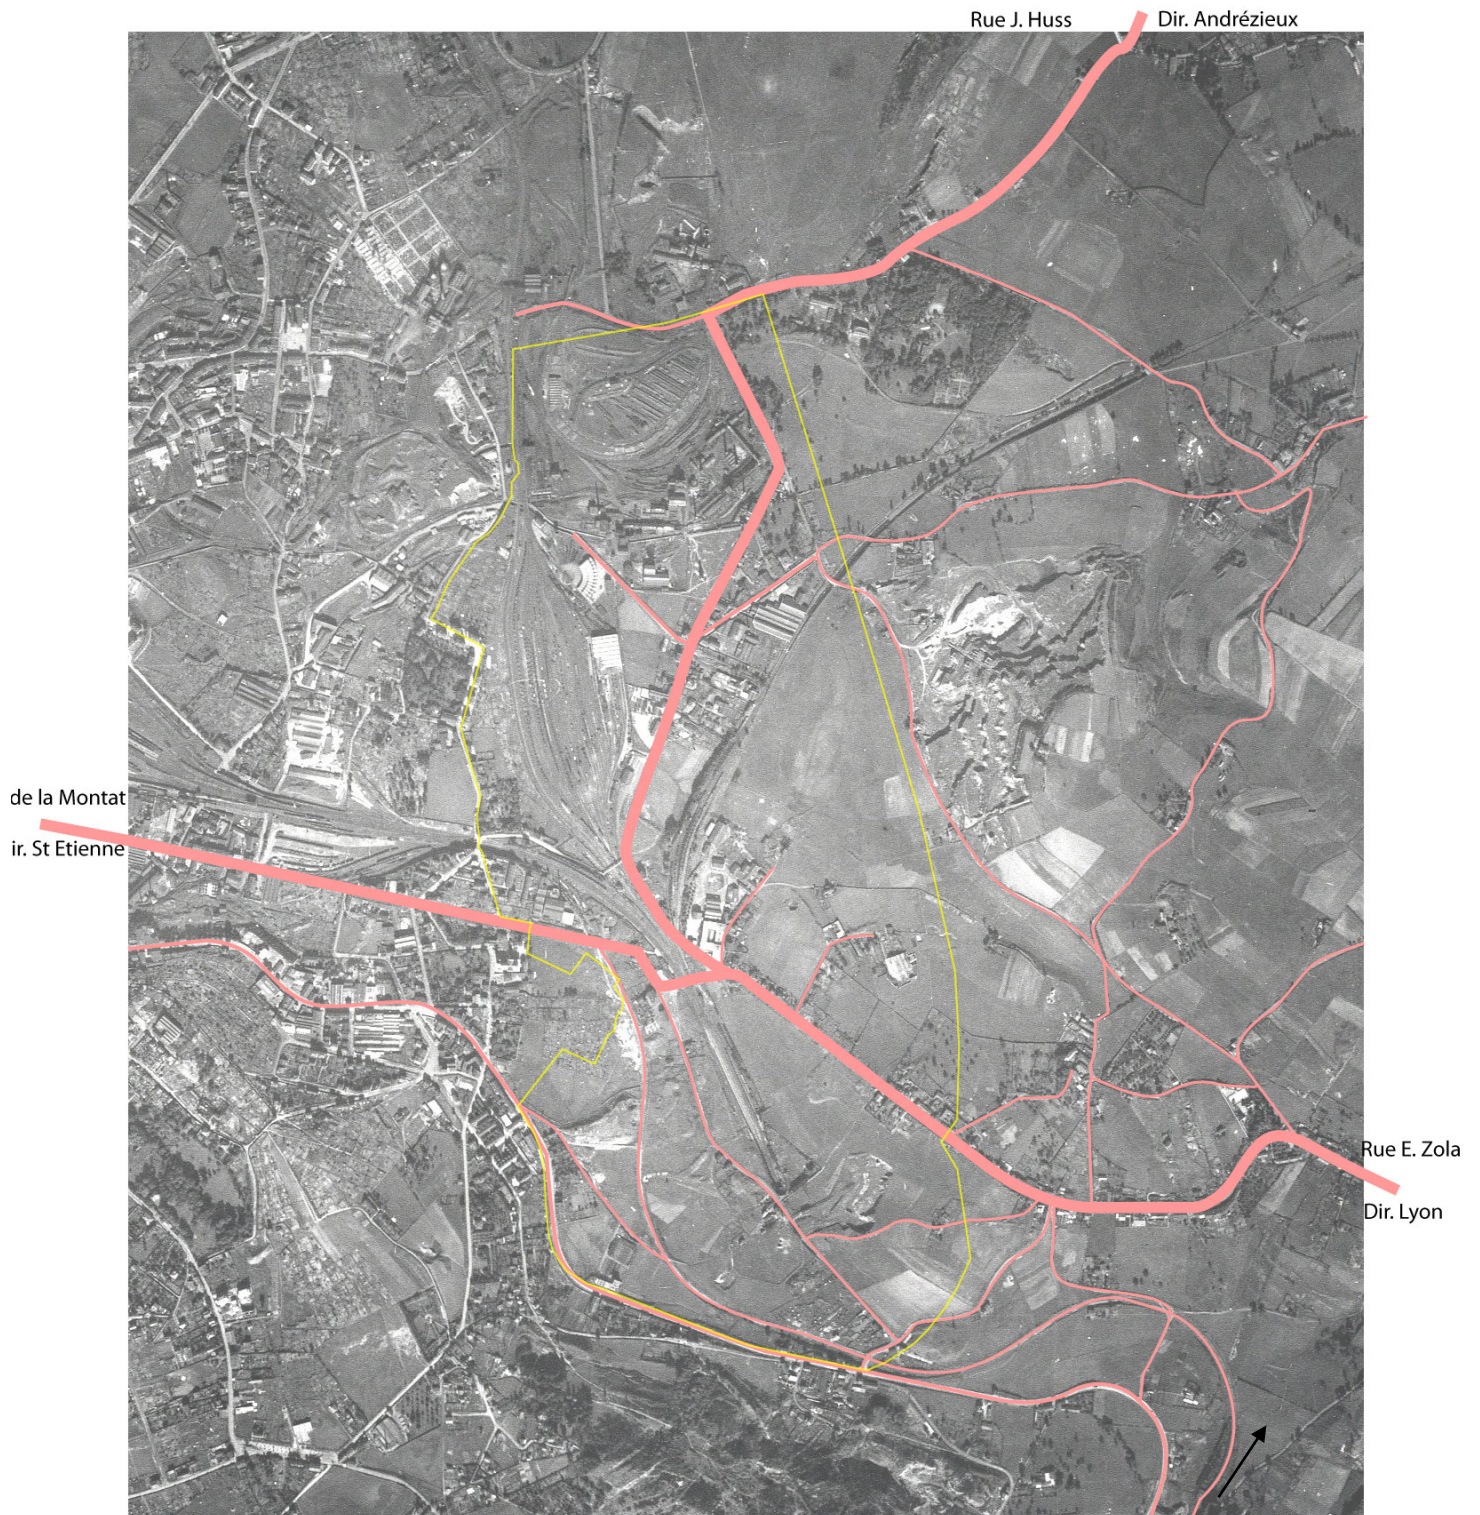 Rue J. Huss
Dir. Andrézieux
de la Montat
ir. St Etienne
Rue E. Zola
Dir. Lyon